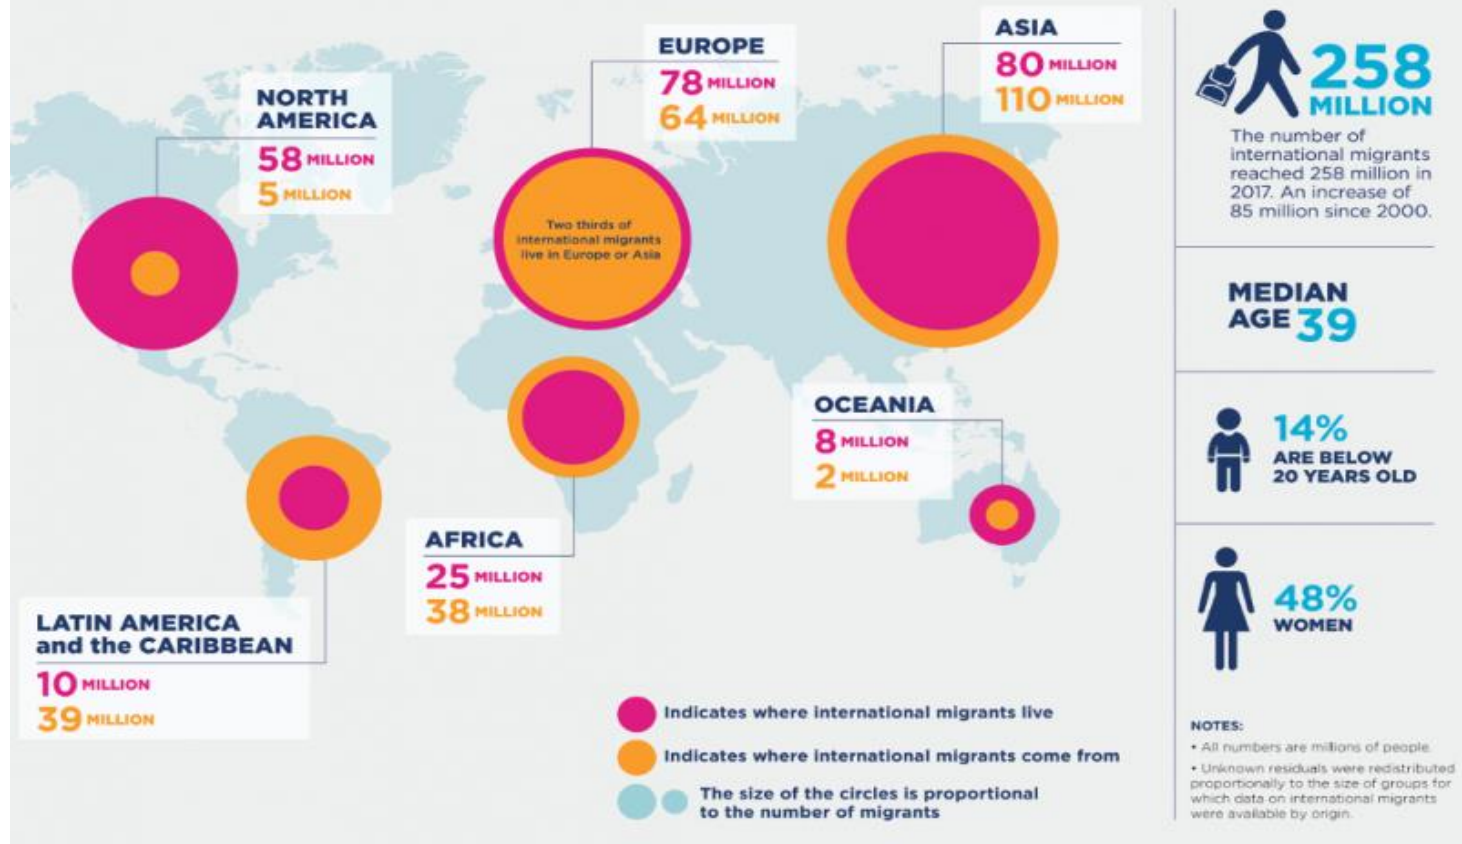 NORTH
AMERICA
58 MILLION
5 MILLION
EUROPE
78 MILLION
64 MILLION
Two thirds of
international migrants
live in Europe or Asia
ASIA
80 MILLION
110 MILLION
OCEANIA
8 MILLION
2 MILLION
AFRICA
25 MILLION
38 MILLION
LATIN AMERICA
and the CARIBBEAN
10 MILLION
39 MILLION
Indicates where international migrants live
Indicates where international migrants come from
The size of the circles is proportional
to the number of migrants
258
MILLION
The number of
international migrants
reached 258 million in
2017. An increase of
85 million since 2000.
MEDIAN
AGE 39
14%
ARE BELOW
20 YEARS OLD
48%
WOMEN
NOTES:
• All numbers are millions of people.
• Unknown residuals were redistributed
proportionally to the size of groups for
which data on international migrants
were available by origin.